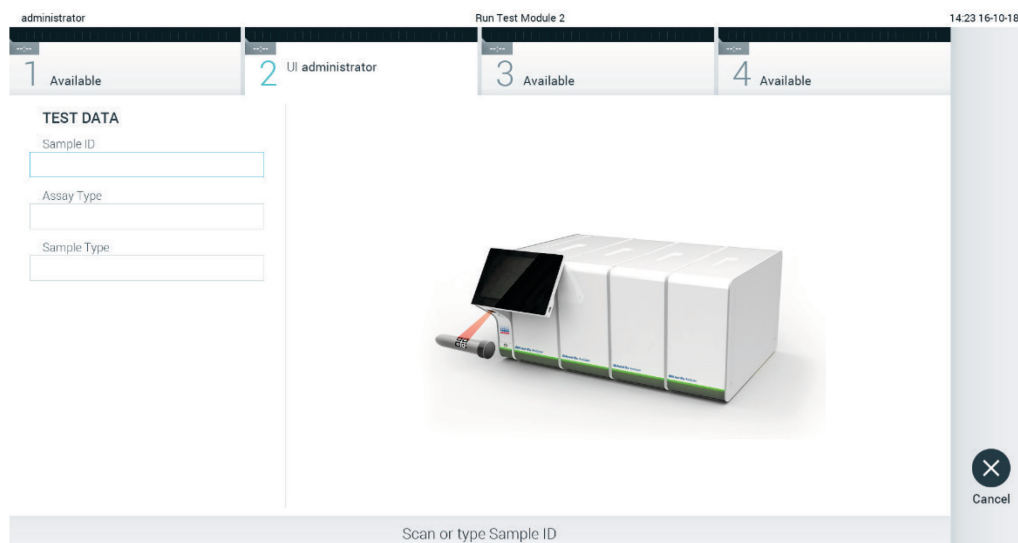 administrator
Run Test Module 2
14:23 16-10-18
--:--
--:--
--:--
--:--
1 Available
2 UI administrator
3 Available
4 Available
TEST DATA
Sample ID
Assay Type
Sample Type
Cancel
Scan or type Sample ID